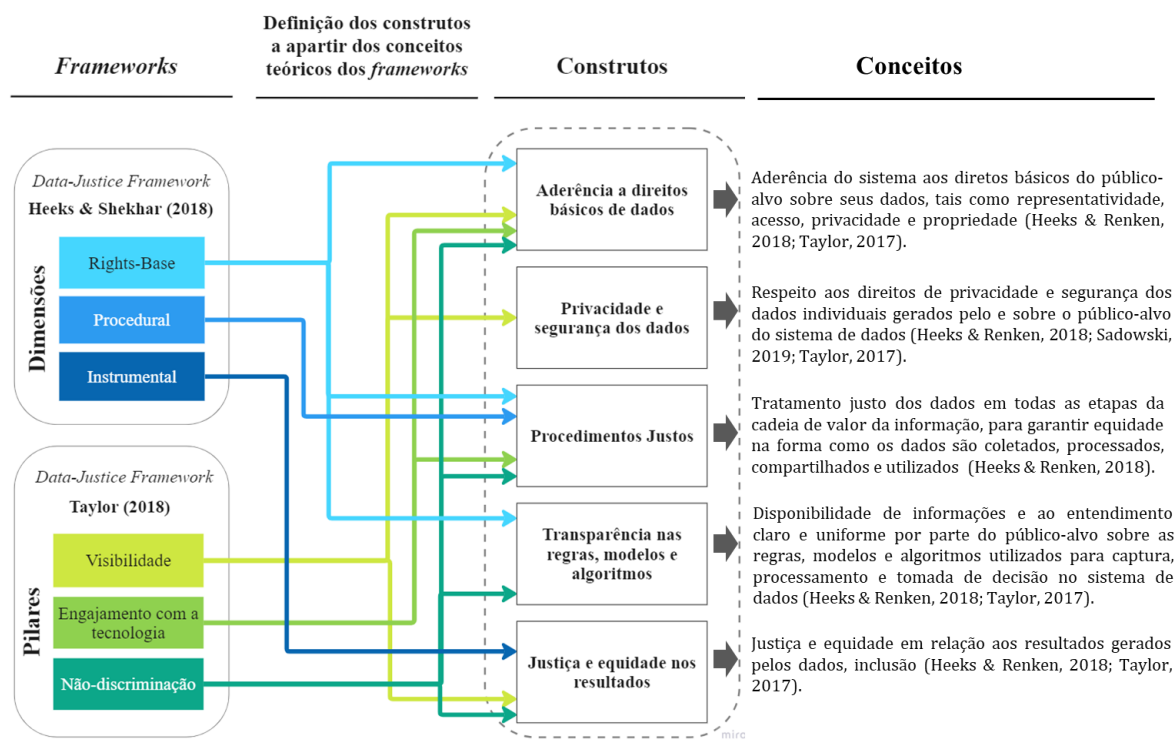 Frameworks
Definição dos construtos
a apartir dos conceitos
teóricos dos frameworks
Construtos
Conceitos
Dimensões
Data-Justice Framework
Heeks & Shekhar (2018)
Rights-Base
Procedural
Instrumental
Pilares
Data-Justice Framework
Taylor (2018)
Visibilidade
Engajamento com a
tecnologia
Não-discriminação
Aderência a direitos
básicos de dados
Aderência do sistema aos diretos básicos do público-
alvo sobre seus dados, tais como representatividade,
acesso, privacidade e propriedade (Heeks & Renken,
2018; Taylor, 2017).
Privacidade e
segurança dos dados
Respeito aos direitos de privacidade e segurança dos
dados individuais gerados pelo e sobre o público-alvo
do sistema de dados (Heeks & Renken, 2018; Sadowski,
2019; Taylor, 2017).
Procedimentos Justos
Tratamento justo dos dados em todas as etapas da
cadeia de valor da informação, para garantir equidade
na forma como os dados são coletados, processados,
compartilhados e utilizados (Heeks & Renken, 2018).
Transparência nas
regras, modelos e
algoritmos
Disponibilidade de informações e ao entendimento
claro e uniforme por parte do público-alvo sobre as
regras, modelos e algoritmos utilizados para captura,
processamento e tomada de decisão no sistema de
dados (Heeks & Renken, 2018; Taylor, 2017).
Justiça e equidade nos
resultados
Justiça e equidade em relação aos resultados gerados
pelos dados, inclusão (Heeks & Renken, 2018; Taylor,
2017).
miro